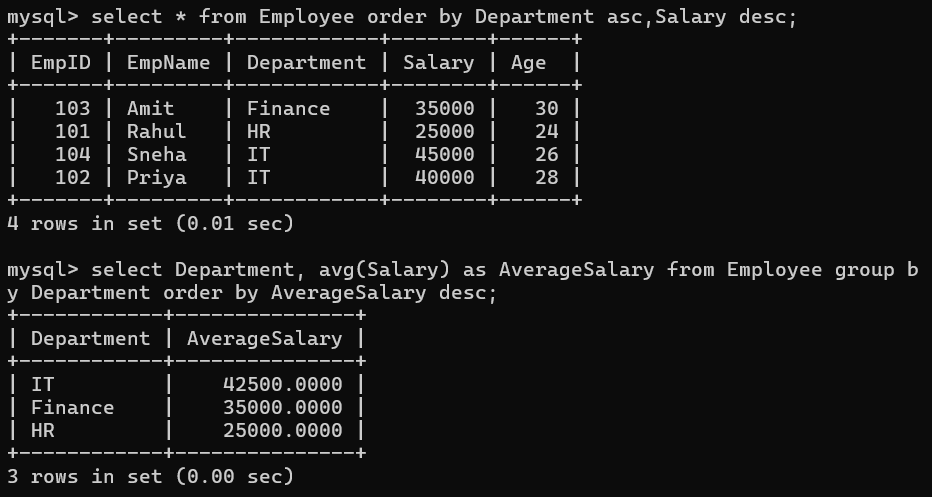 mysql> select * from Employee order by Department asc,Salary desc;
+-------+---------+------------+--------+------+
| EmpID | EmpName | Department | Salary | Age  |
+-------+---------+------------+--------+------+
|   103 | Amit    | Finance    |  35000 |   30 |
|   101 | Rahul   | HR         |  25000 |   24 |
|   104 | Sneha   | IT         |  45000 |   26 |
|   102 | Priya   | IT         |  40000 |   28 |
+-------+---------+------------+--------+------+
4 rows in set (0.01 sec)

mysql> select Department, avg(Salary) as AverageSalary from Employee group b
y Department order by AverageSalary desc;
+------------+---------------+
| Department | AverageSalary |
+------------+---------------+
| IT         |    42500.0000 |
| Finance    |    35000.0000 |
| HR         |    25000.0000 |
+------------+---------------+
3 rows in set (0.00 sec)